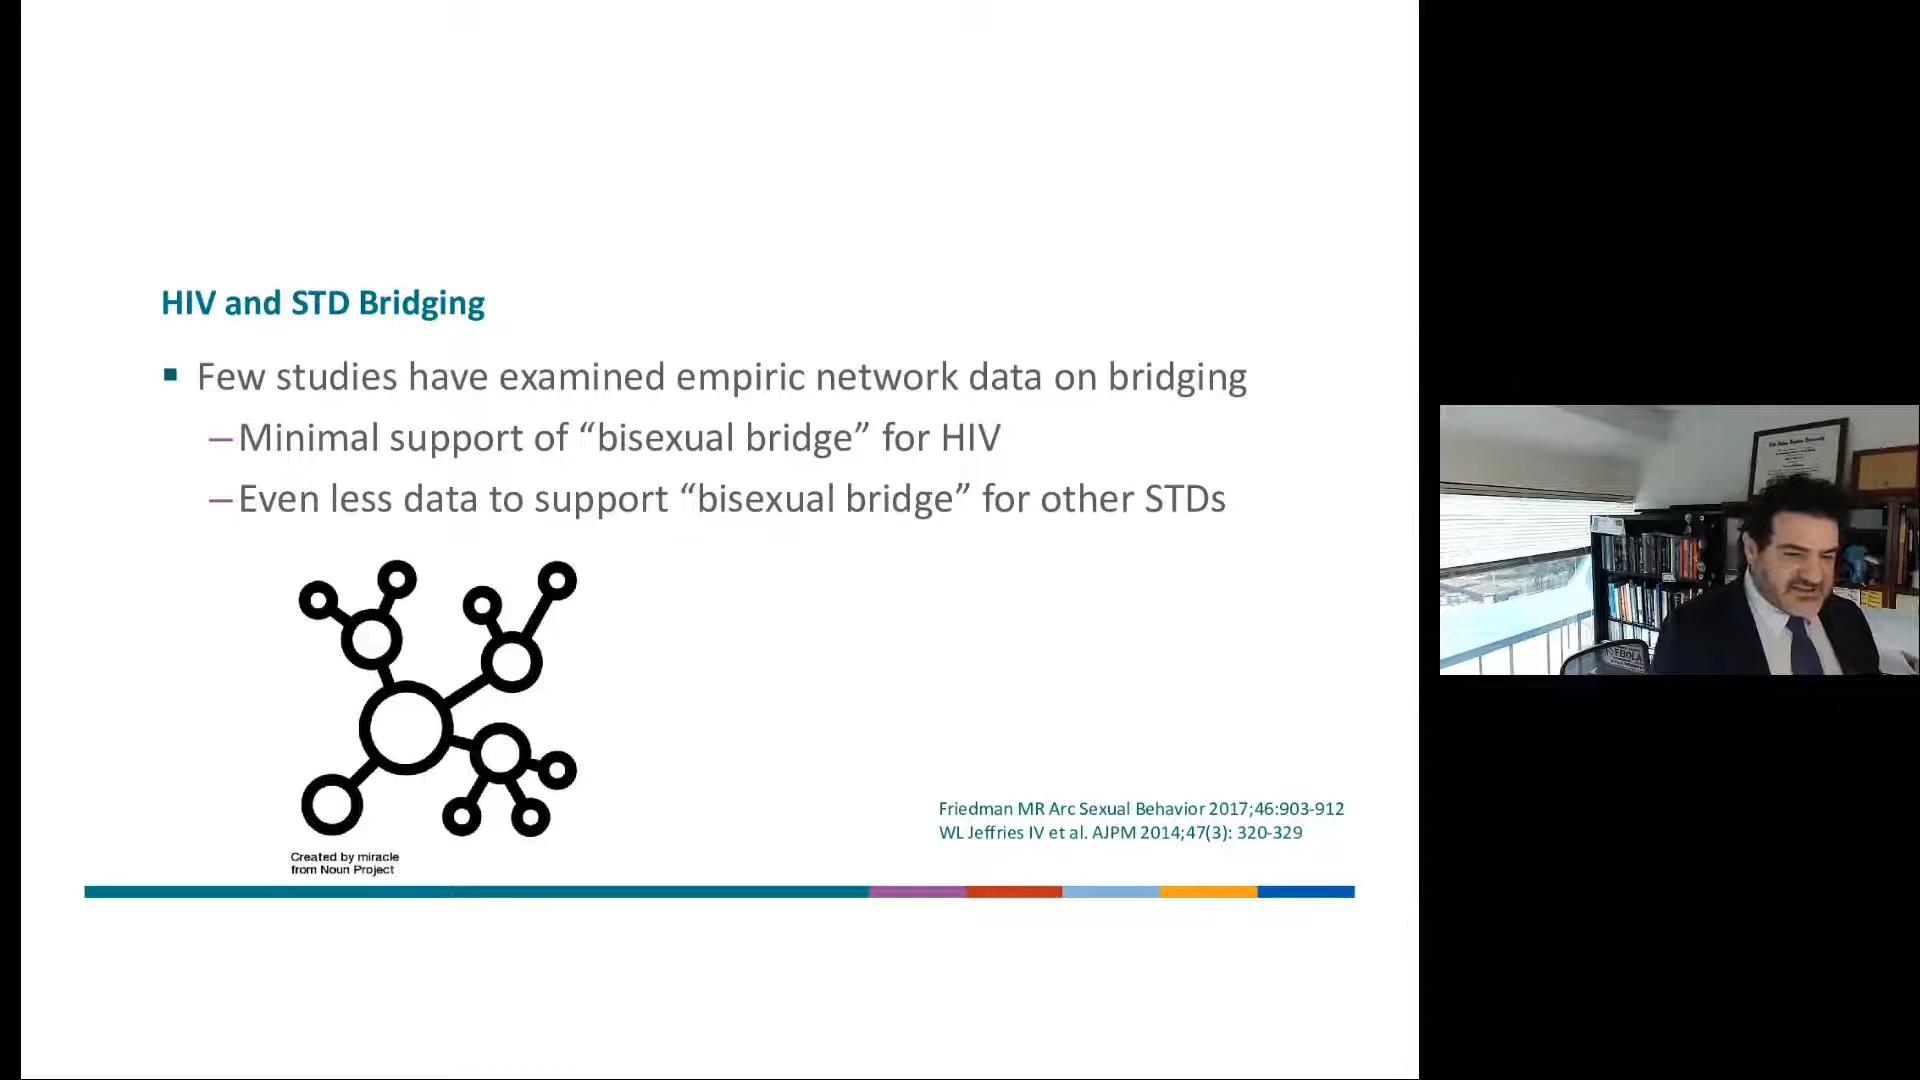 HIV and STD Bridging
▪ Few studies have examined empiric network data on bridging
–Minimal support of “bisexual bridge” for HIV
–Even less data to support “bisexual bridge” for other STDs
Friedman MR Arc Sexual Behavior 2017;46:903-912
WL Jeffries IV et al. AJPM 2014;47(3): 320-329
Created by miracle
from Noun Project
EBOLA